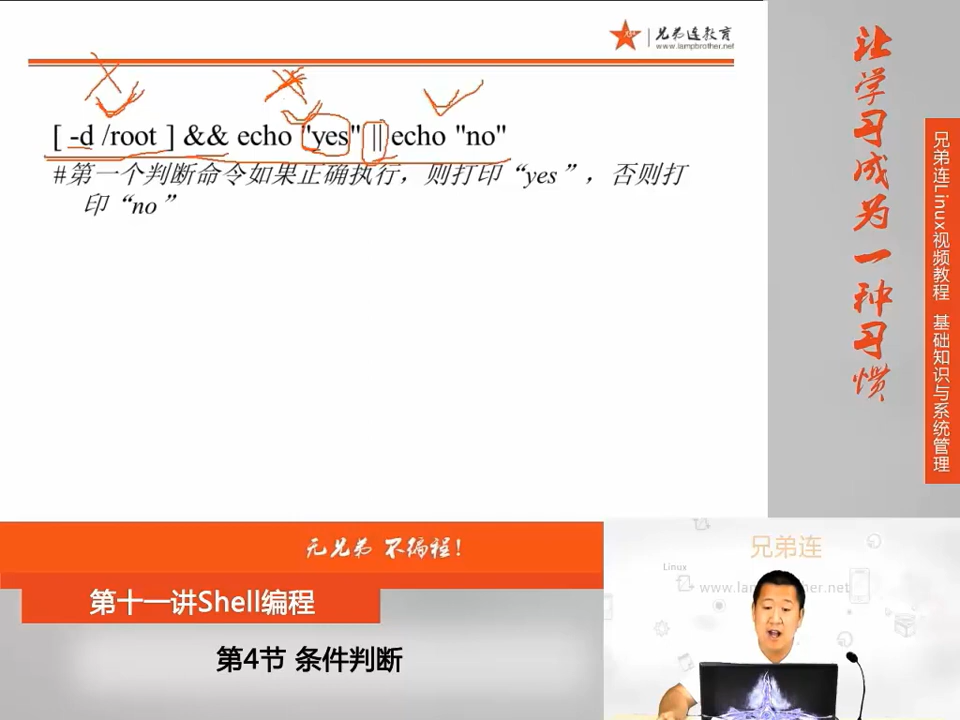 兄弟连教育
www.lampbrother.net
[ -d /root ] && echo "yes" || echo "no"
#第一个判断命令如果正确执行，则打印“yes”，否则打
印“no”
让学习成为一种习惯
兄弟连Linux视频教程 基础知识与系统管理
无兄弟 不编程!
第十一讲Shell编程
第4节 条件判断
兄弟连
Linux
www.lampbrother.net